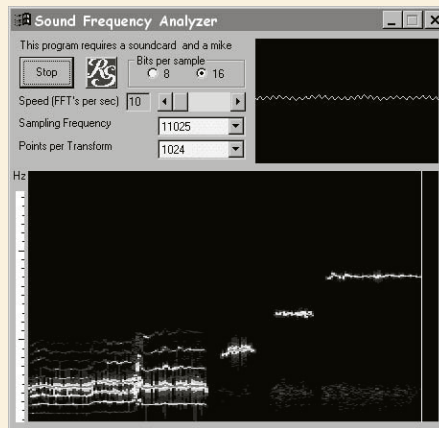 Sound Frequency Analyzer
This program requires a soundcard and a mike
Stop
RS
Bits per sample
8
16
Speed (FFT's per sec)
10
Sampling Frequency
11025
Points per Transform
1024
Hz